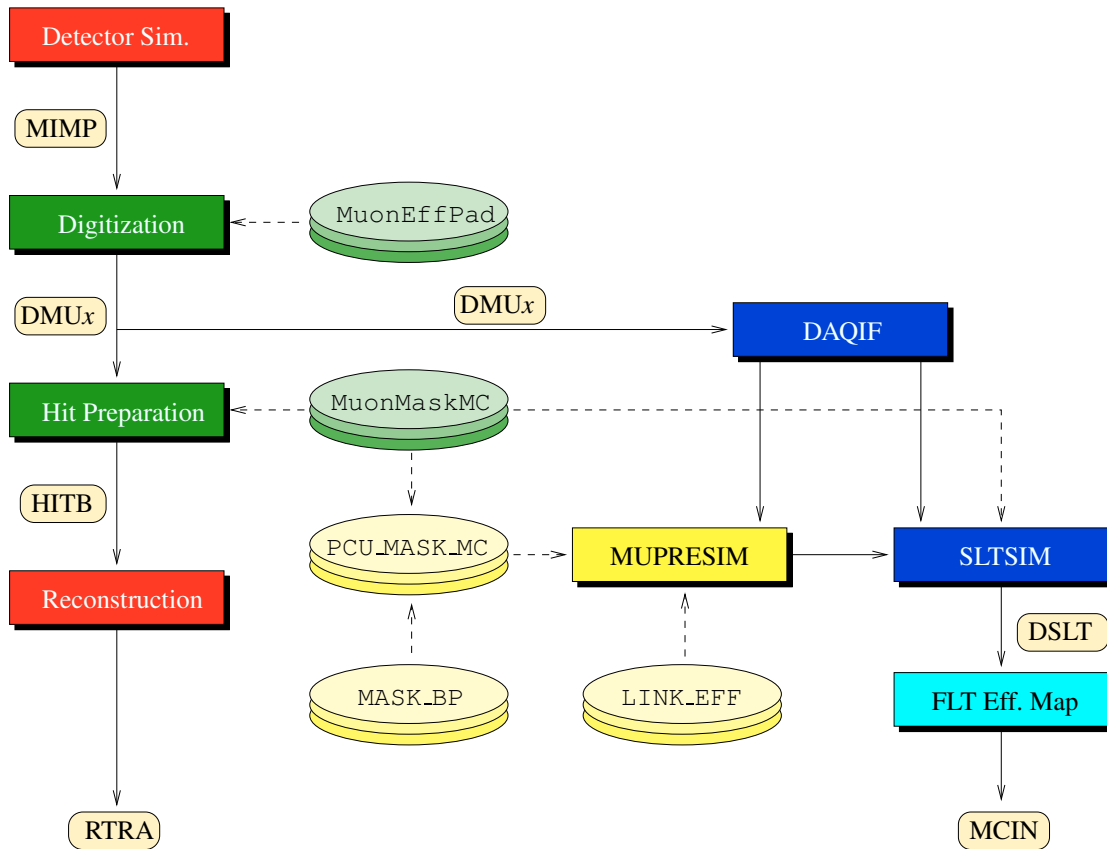 Detector Sim.
MIMP
Digitization
MuonEffPad
DMUx
DMUx
DAQIF
Hit Preparation
MuonMaskMC
HITB
PCU_MASK_MC
MUPRESIM
SLTSIM
Reconstruction
DSLT
MASK_BP
LINK_EFF
FLT Eff. Map
RTRA
MCIN